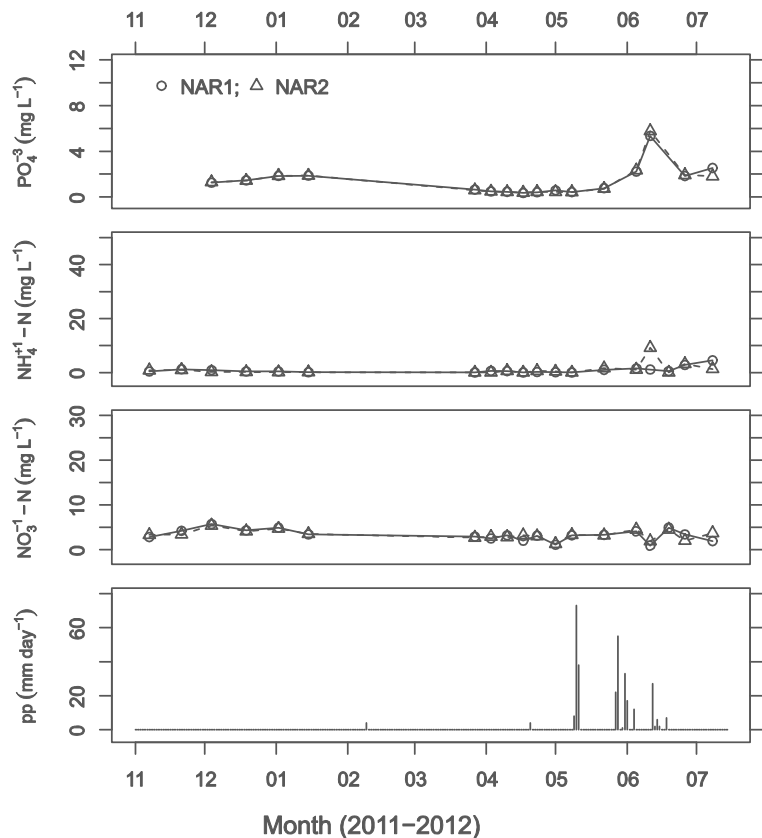 11 12 01 02 03 04 05 06 07
PO₄⁻³ (mg L⁻¹)
12
8
4
0
NAR1; NAR2
NH₄⁺¹−N (mg L⁻¹)
40
20
0
NO₃⁻¹−N (mg L⁻¹)
30
20
10
0
pp (mm day⁻¹)
60
20
0
11 12 01 02 03 04 05 06 07
Month (2011−2012)